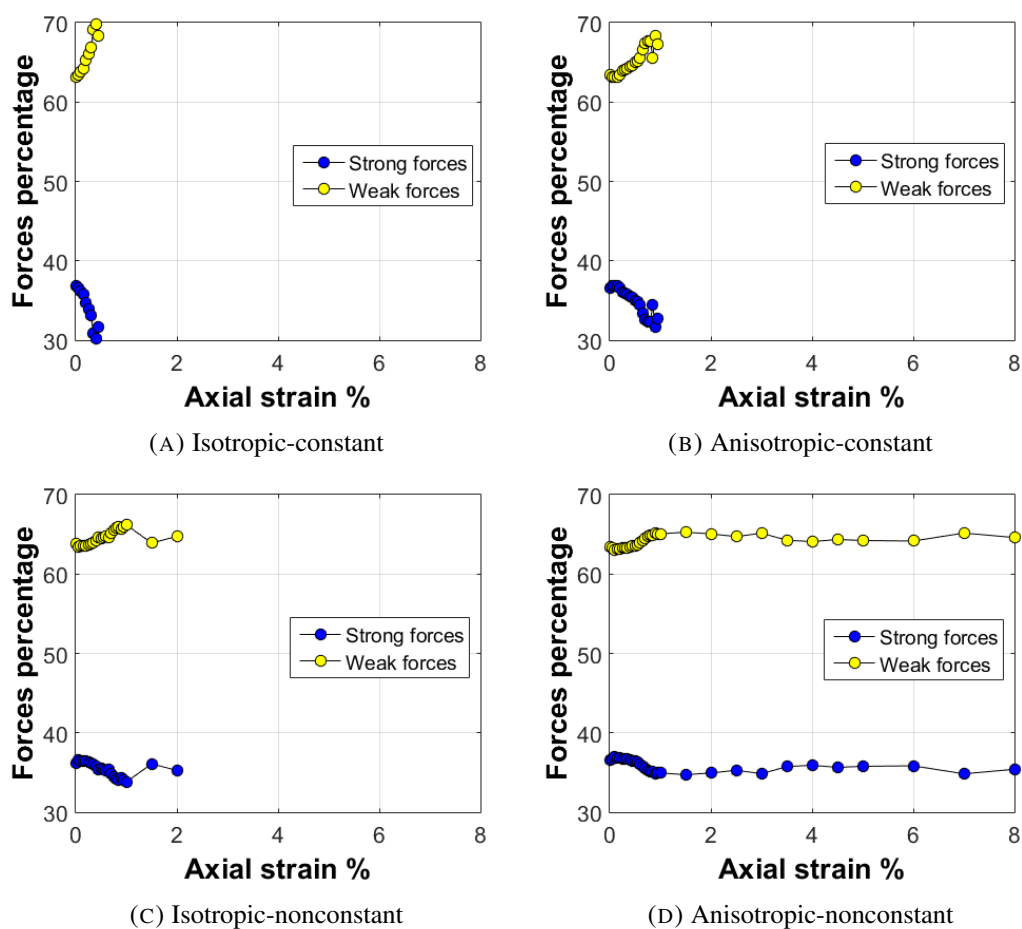 70
60
50
40
30
Forces percentage
Strong forces
Weak forces
0 2 4 6 8
Axial strain %
(A) Isotropic-constant
70
60
50
40
30
Forces percentage
Strong forces
Weak forces
0 2 4 6 8
Axial strain %
(B) Anisotropic-constant
70
60
50
40
30
Forces percentage
Strong forces
Weak forces
0 2 4 6 8
Axial strain %
(C) Isotropic-nonconstant
70
60
50
40
30
Forces percentage
Strong forces
Weak forces
0 2 4 6 8
Axial strain %
(D) Anisotropic-nonconstant